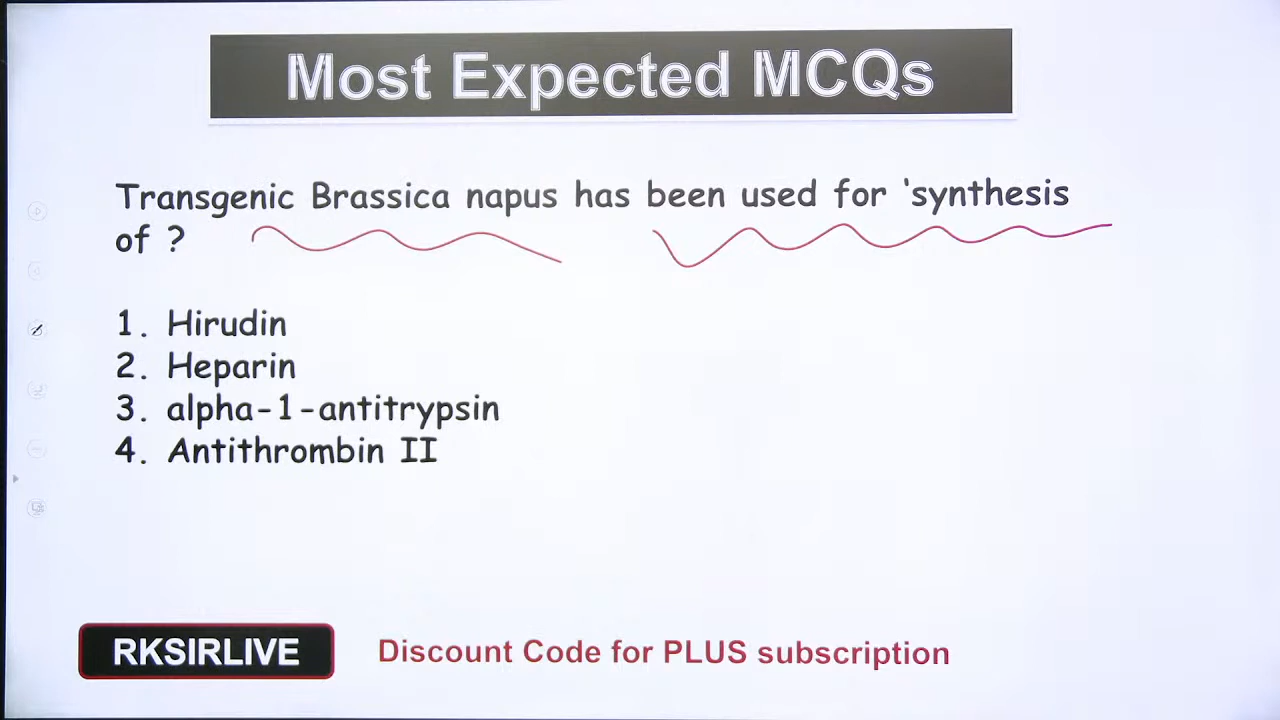 Most Expected MCQs
Transgenic Brassica napus has been used for ‘synthesis
of ?
1. Hirudin
2. Heparin
3. alpha-1-antitrypsin
4. Antithrombin II
RKSIRLIVE
Discount Code for PLUS subscription